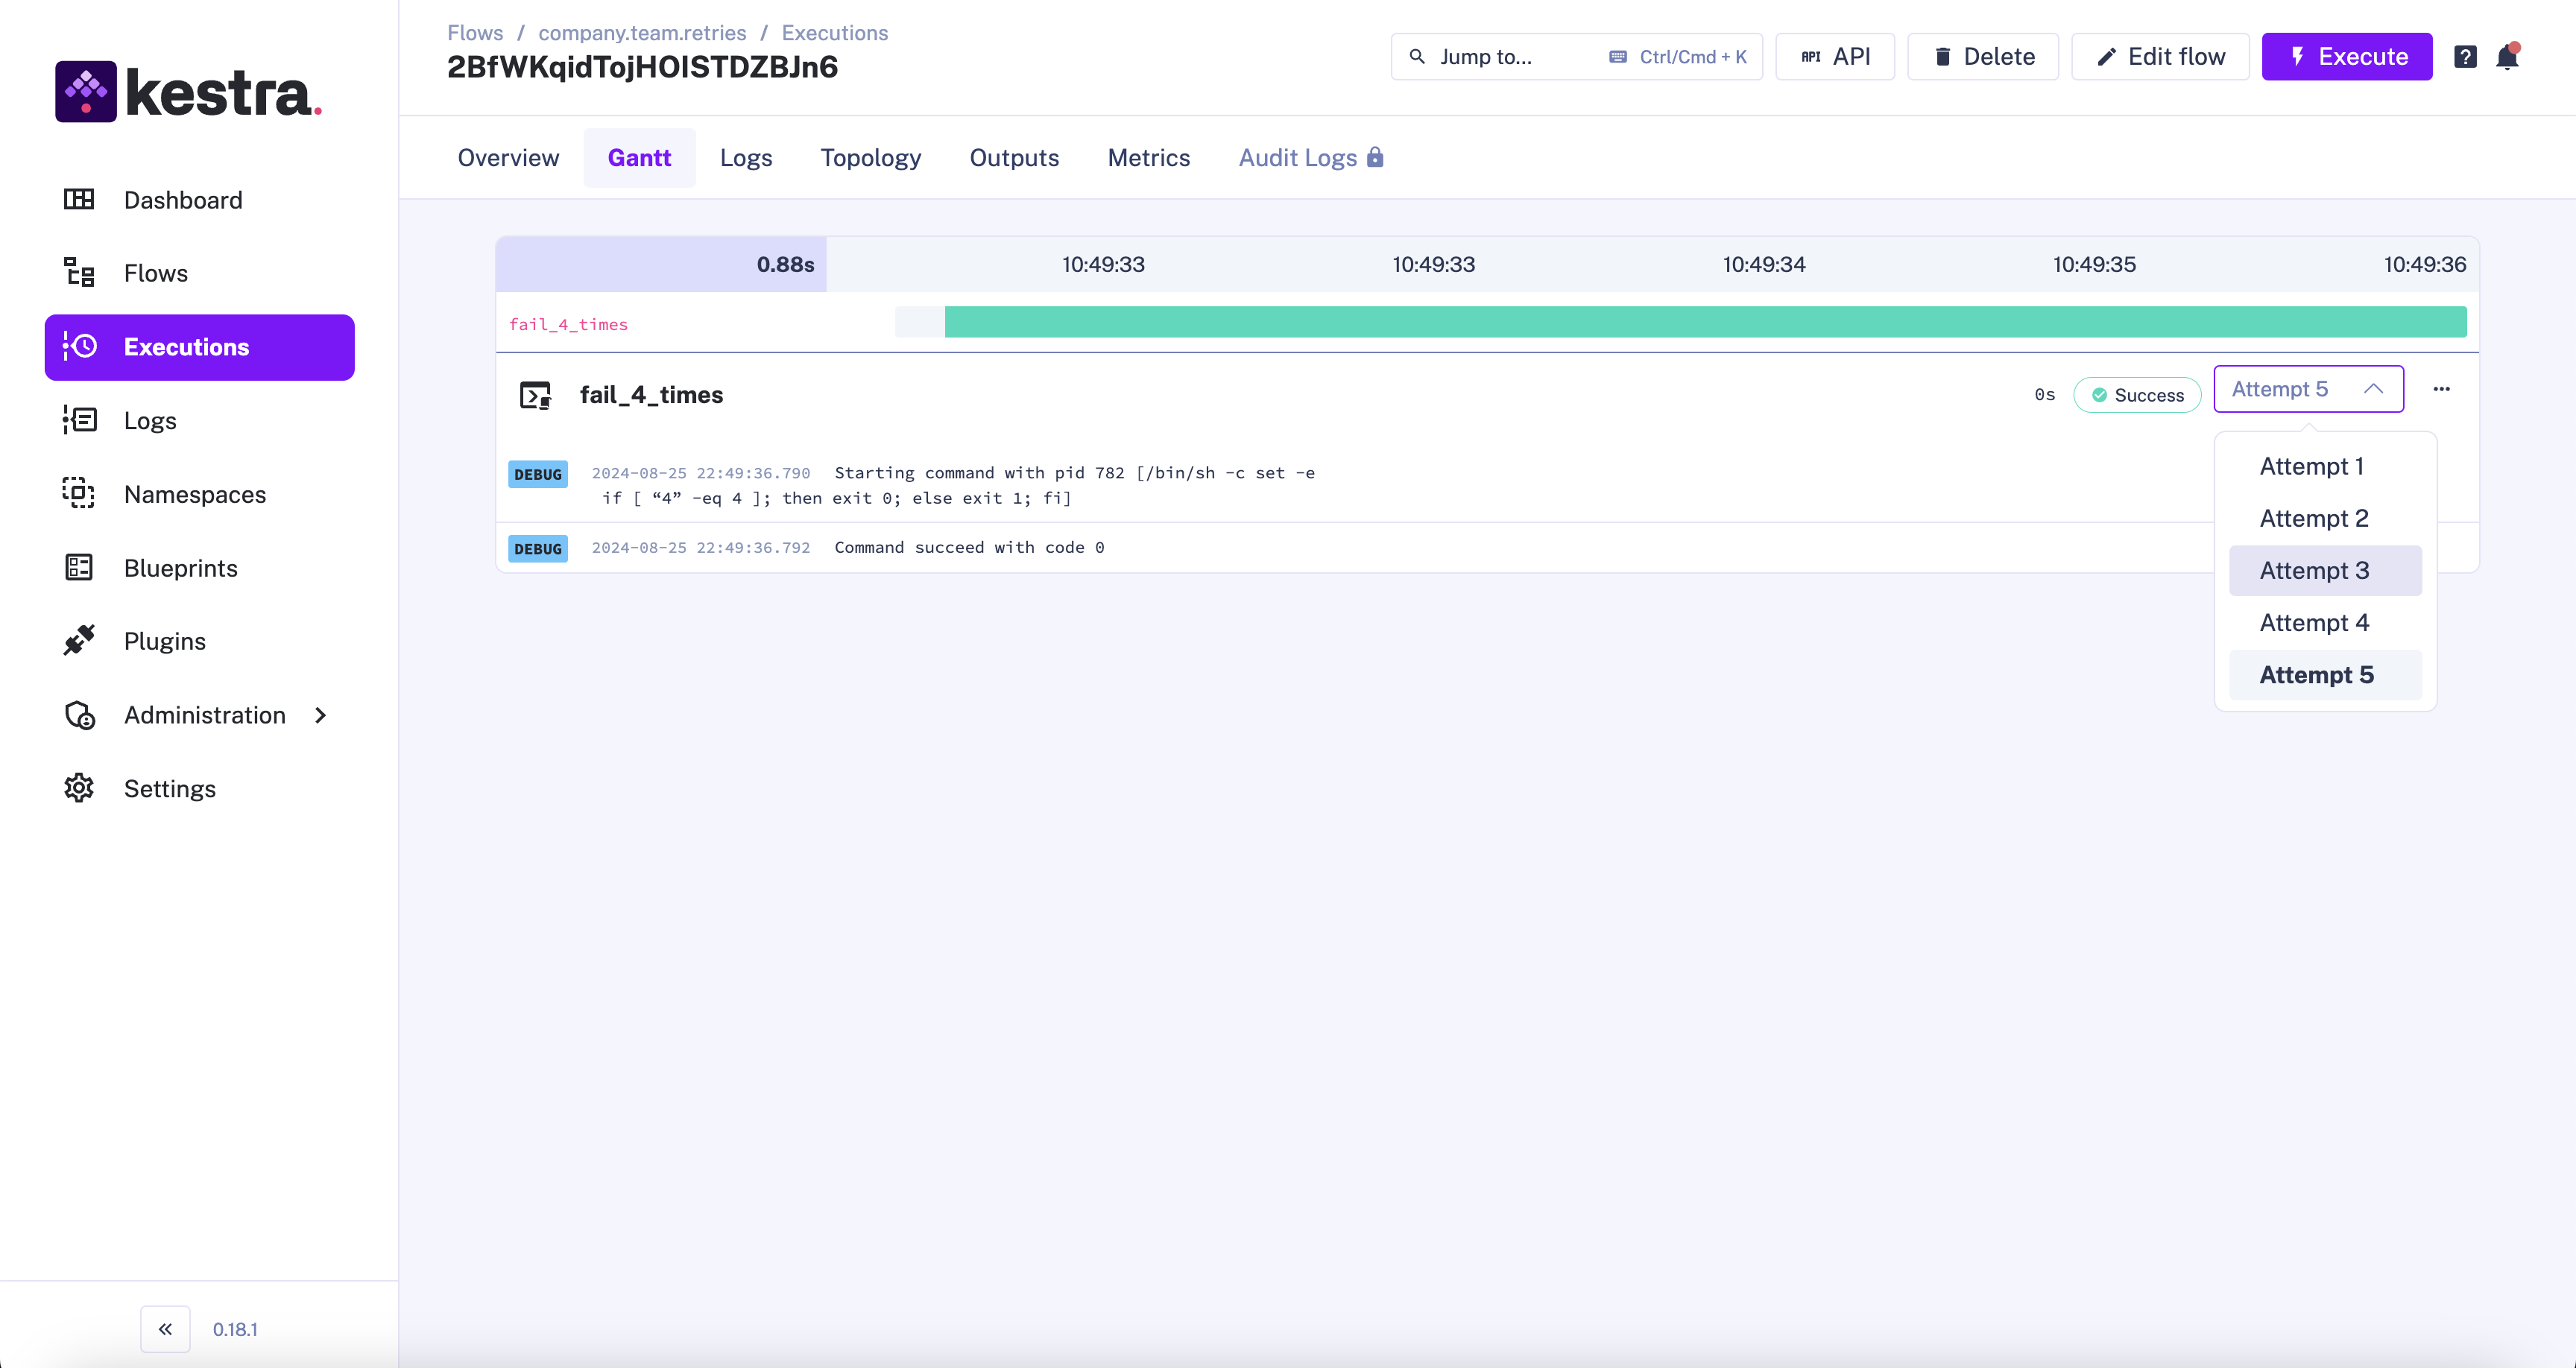 kestra.
Dashboard
Flows
Executions
Logs
Namespaces
Blueprints
Plugins
Administration
Settings
0.18.1
Flows / company.team.retries / Executions
2BfWKqidTojHOISTDZBJn6
Jump to... Ctrl/Cmd + K
API API
Delete
Edit flow
Execute
?
Overview Gantt Logs Topology Outputs Metrics Audit Logs
0.88s 10:49:33 10:49:33 10:49:34 10:49:35 10:49:36
fail_4_times
fail_4_times
0s Success Attempt 5
DEBUG 2024-08-25 22:49:36.790 Starting command with pid 782 [/bin/sh -c set -e
if [ “4” -eq 4 ]; then exit 0; else exit 1; fi]
DEBUG 2024-08-25 22:49:36.792 Command succeed with code 0
Attempt 1
Attempt 2
Attempt 3
Attempt 4
Attempt 5